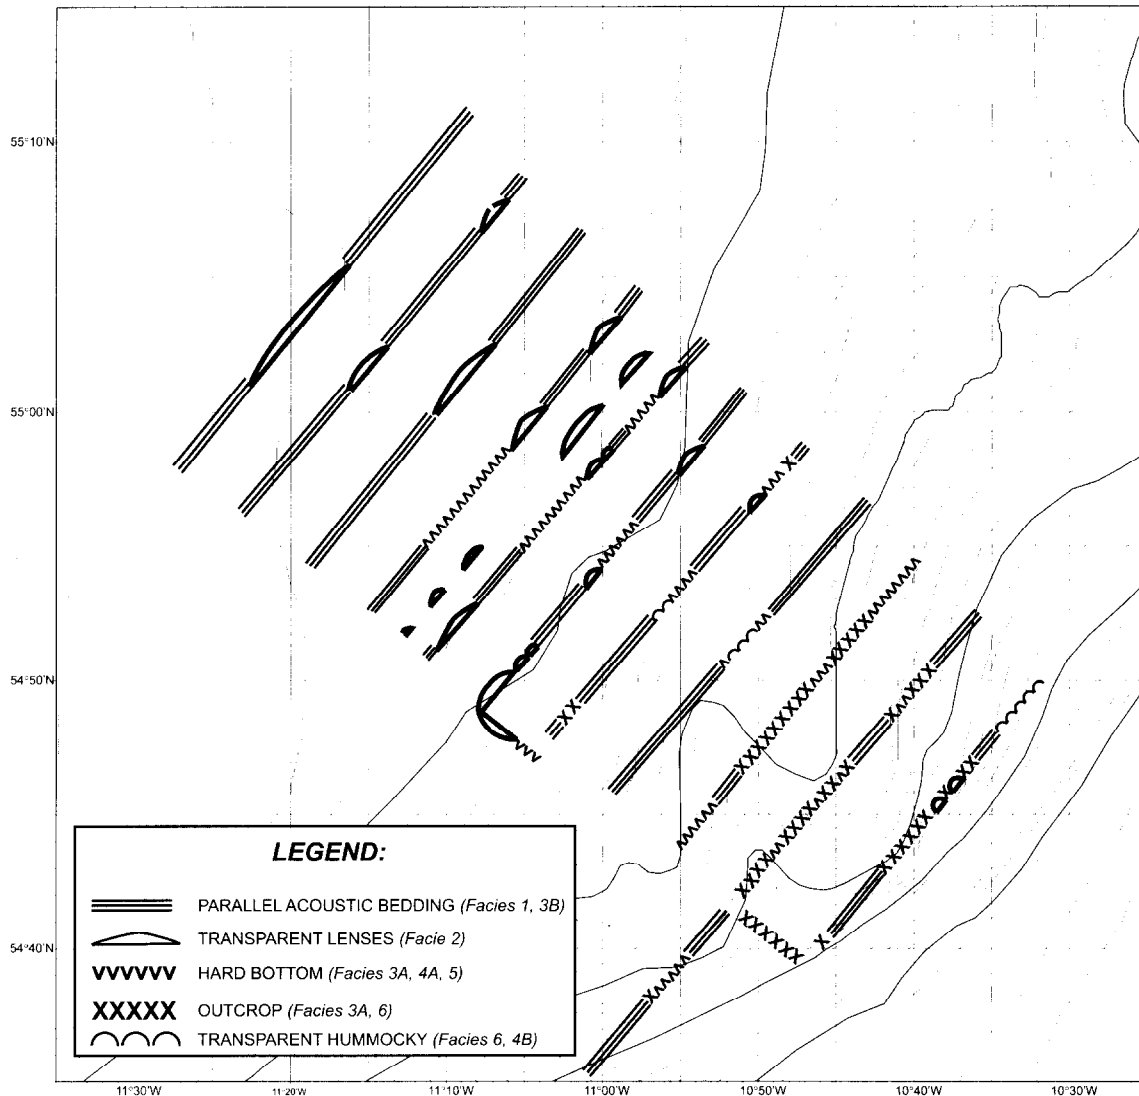 55°10'N
55°00'N
54°50'N
54°40'N
LEGEND:
PARALLEL ACOUSTIC BEDDING (Facies 1, 3B)
TRANSPARENT LENSES (Facie 2)
VVVVVV HARD BOTTOM (Facies 3A, 4A, 5)
XXXXX OUTCROP (Facies 3A, 6)
TRANSPARENT HUMMOCKY (Facies 6, 4B)
11°30'W 11°20'W 11°10'W 11°00'W 10°50'W 10°40'W 10°30'W